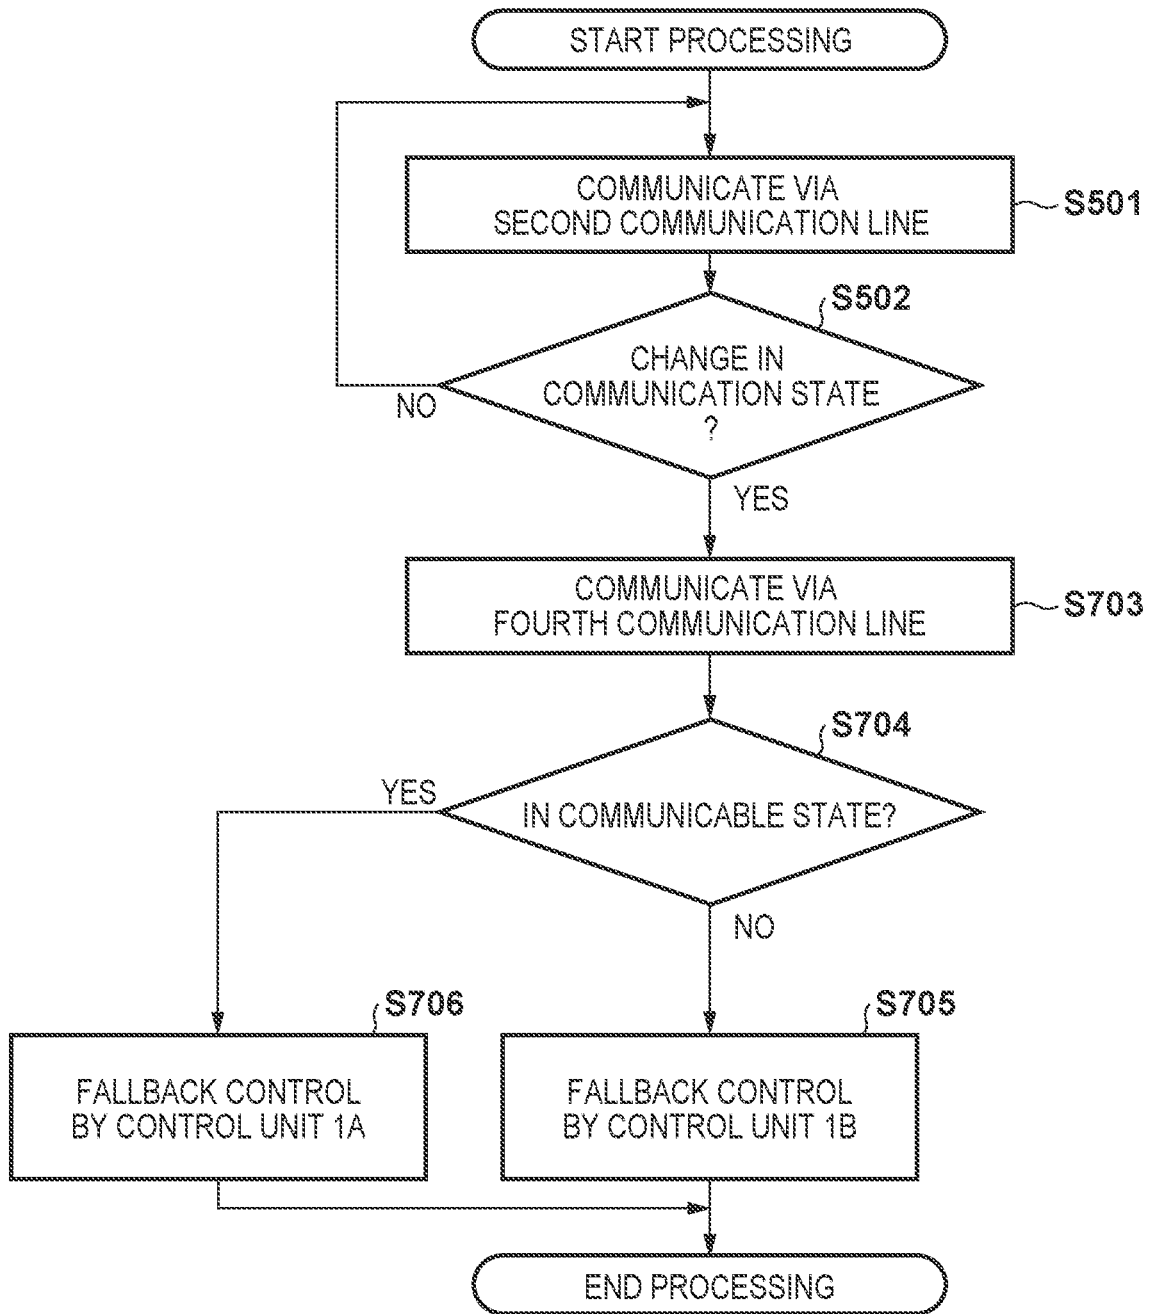 START PROCESSING
COMMUNICATE VIA
SECOND COMMUNICATION LINE
S501
S502
CHANGE IN
COMMUNICATION STATE
?
NO
YES
COMMUNICATE VIA
FOURTH COMMUNICATION LINE
S703
S704
YES
IN COMMUNICABLE STATE?
NO
S706
S705
FALLBACK CONTROL
BY CONTROL UNIT 1A
FALLBACK CONTROL
BY CONTROL UNIT 1B
END PROCESSING